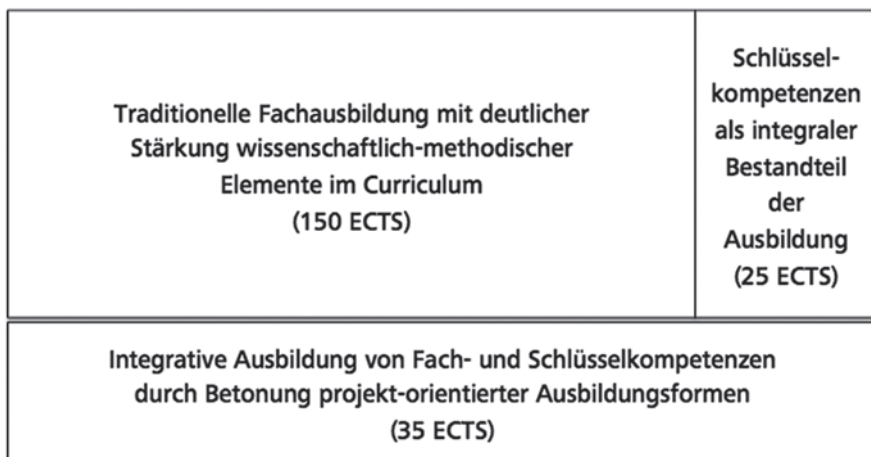 Traditionelle Fachausbildung mit deutlicher
Stärkung wissenschaftlich-methodischer
Elemente im Curriculum
(150 ECTS)
Schlüssel-
kompetenzen
als integraler
Bestandteil
der
Ausbildung
(25 ECTS)
Integrative Ausbildung von Fach- und Schlüsselkompetenzen
durch Betonung projekt-orientierter Ausbildungsformen
(35 ECTS)